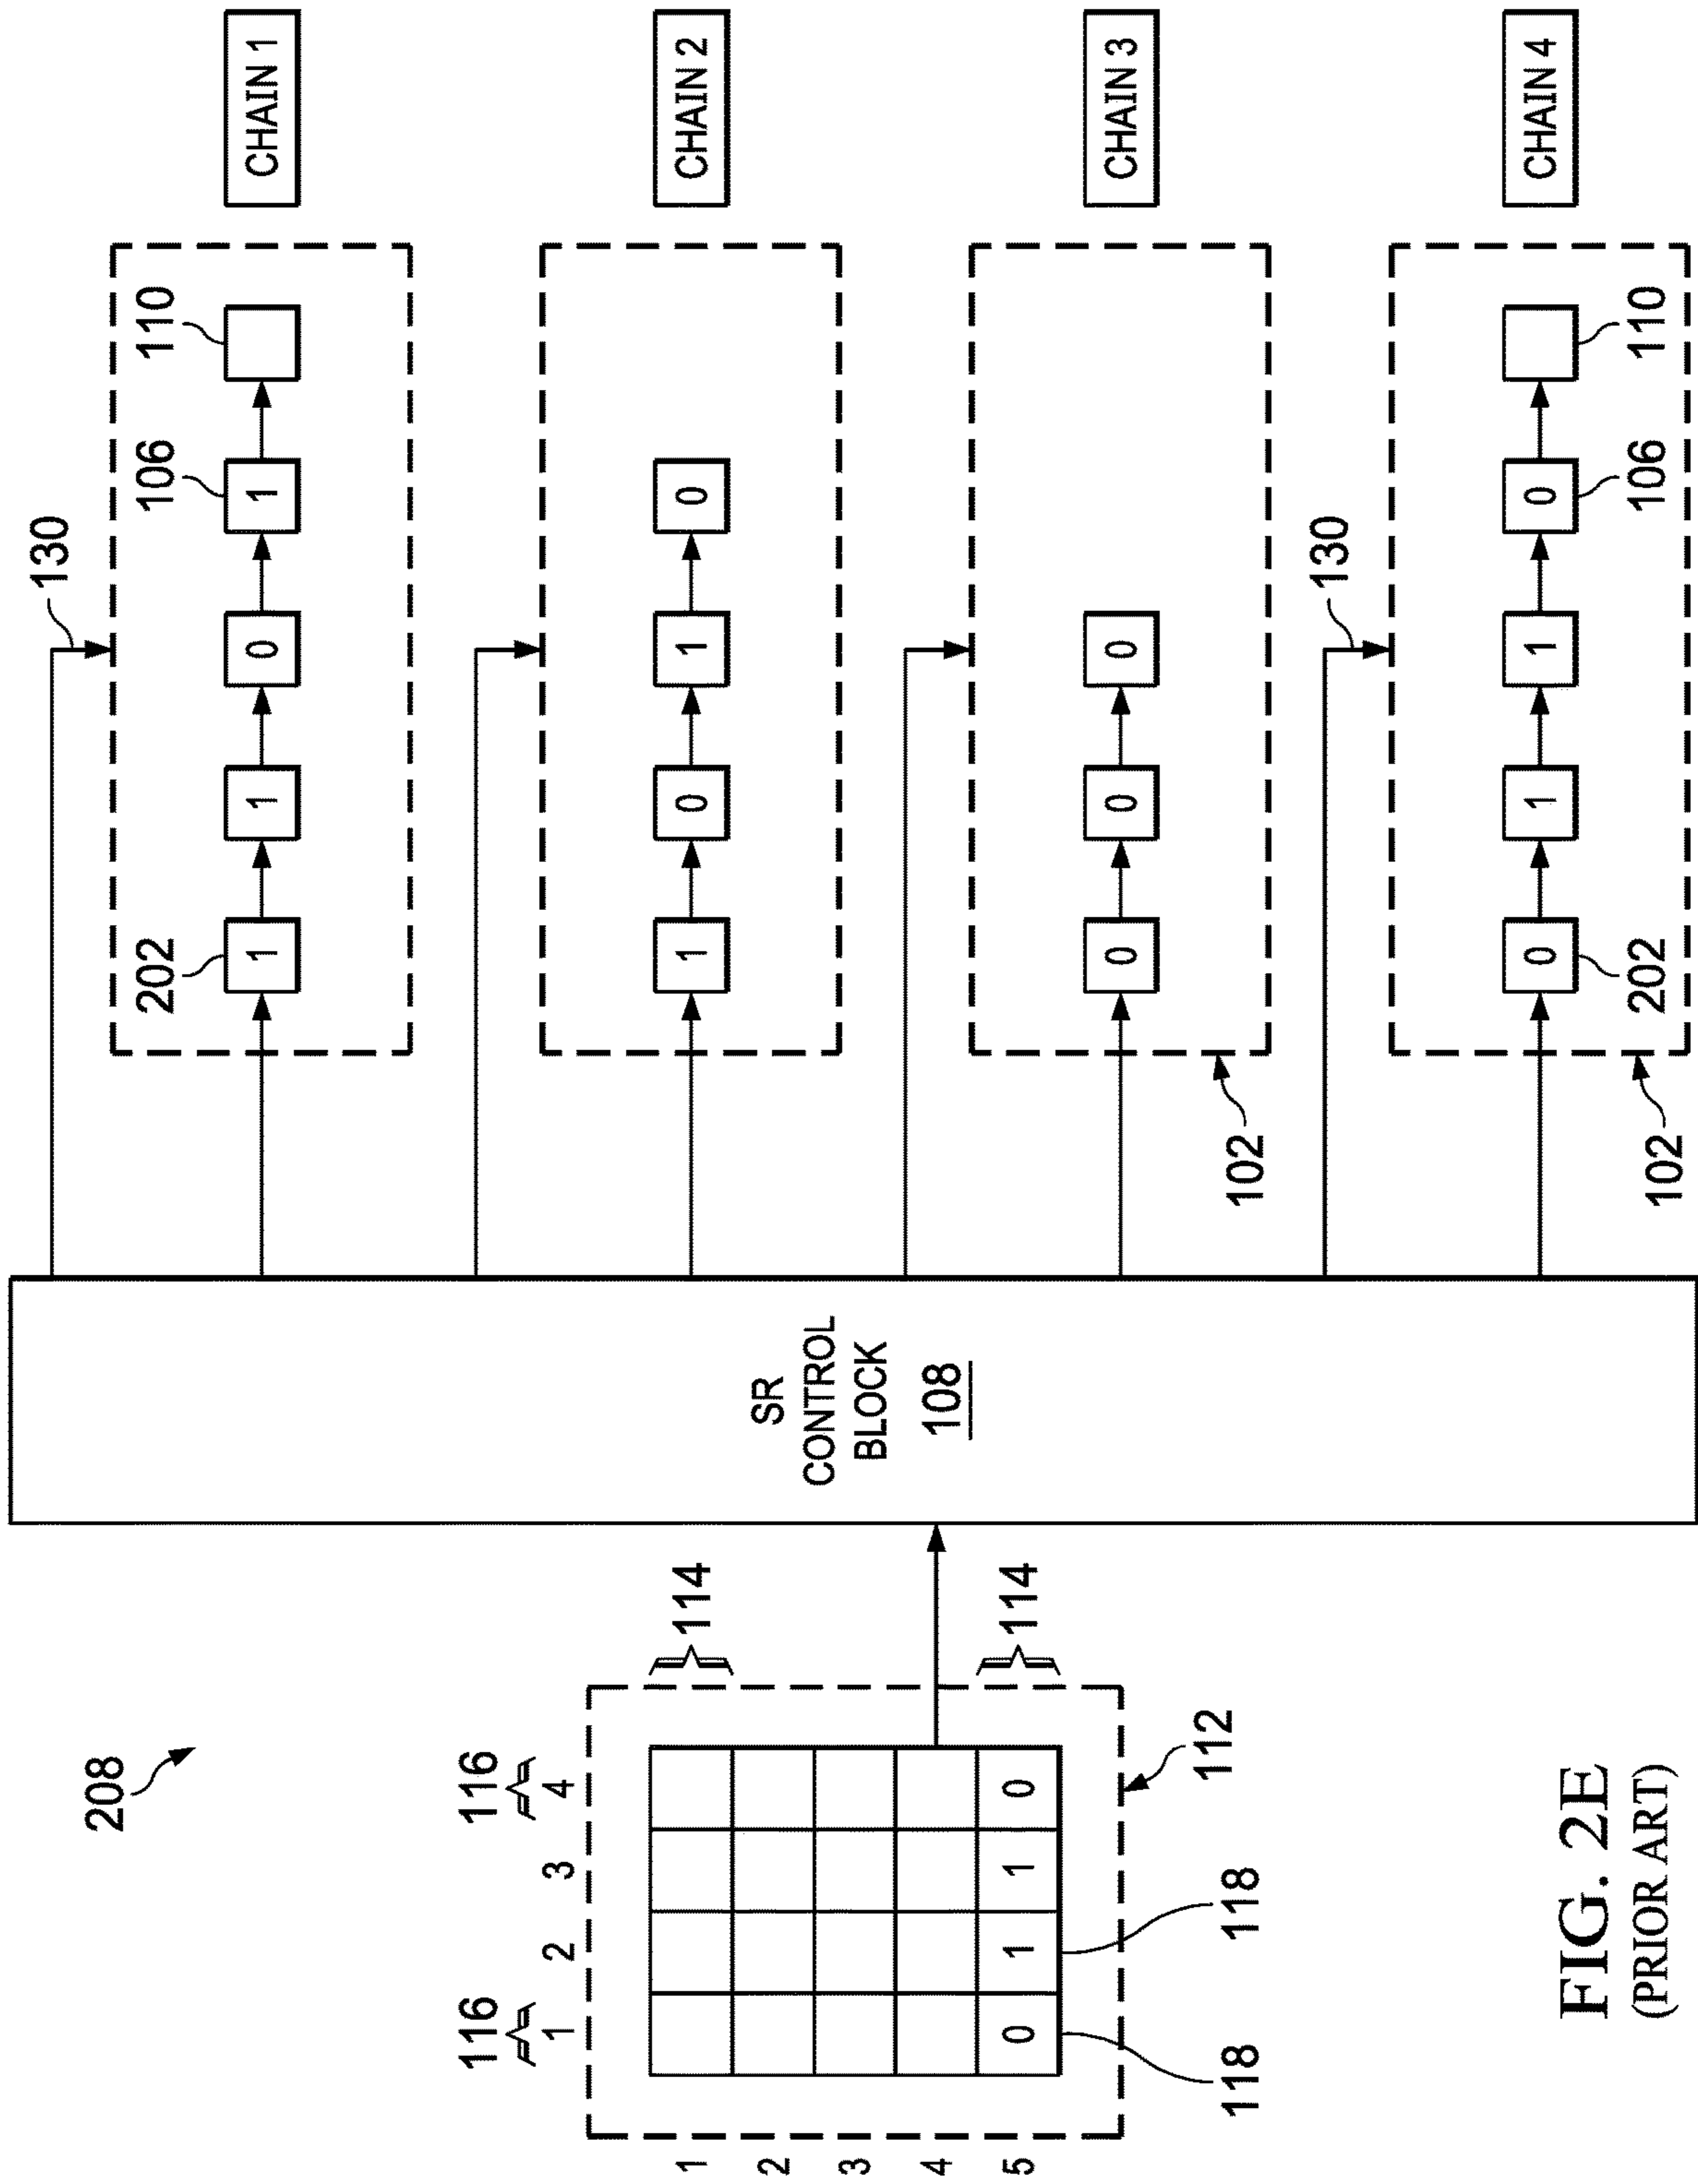 130
208
202 106 110
1 1 0 1 CHAIN 1
116 116
1 2 3 4
1 114
1 0 1 0 CHAIN 2
2
SR
CONTROL
3
BLOCK
4
108
5 0 1 1 0 114
0 0 0 CHAIN 3
112
118 118
102
130
0 1 1 0 CHAIN 4
102 202 106 110
FIG. 2E
(PRIOR ART)